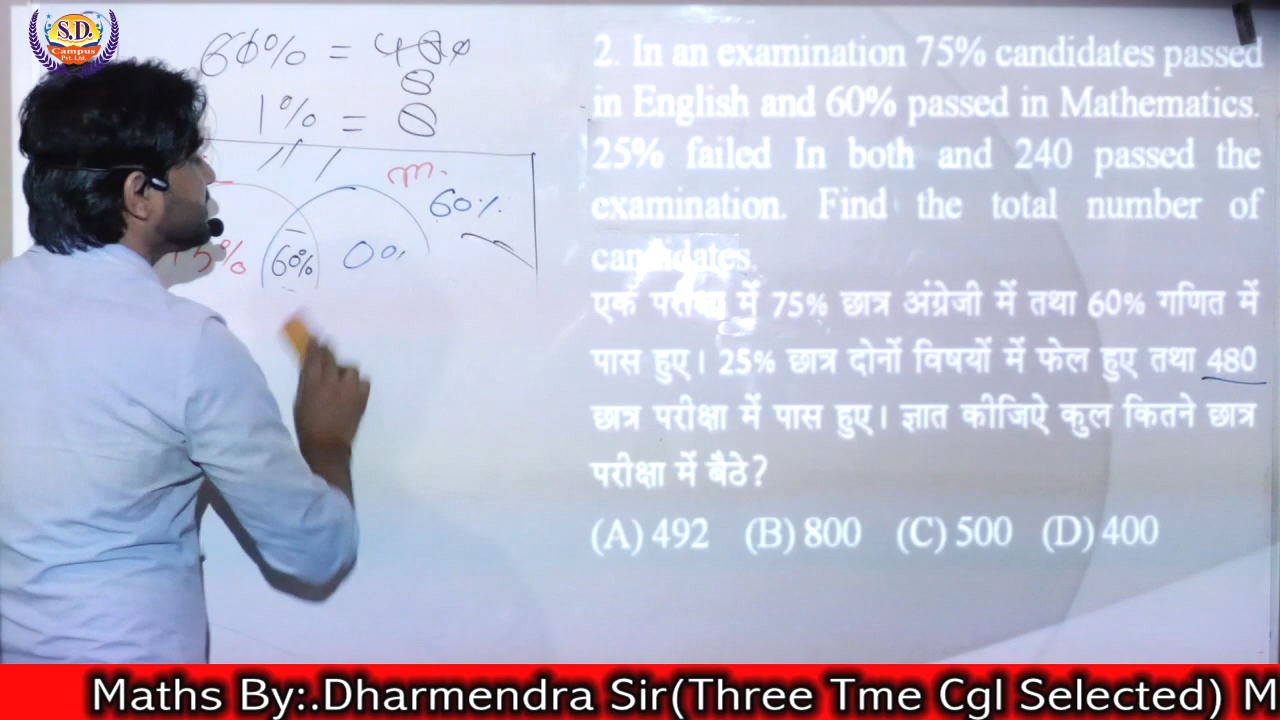 S.D.
Campus
Pvt. Ltd.
60% = 480
8
1% = 8
m.
60%
5%
60%
0%
2. In an examination 75% candidates passed
in English and 60% passed in Mathematics.
25% failed In both and 240 passed the
examination. Find the total number of
candidates.
एक परीक्षा में 75% छात्र अंग्रेजी में तथा 60% गणित में
पास हुए। 25% छात्र दोनों विषयों में फेल हुए तथा 480
छात्र परीक्षा में पास हुए। ज्ञात कीजिऐ कुल कितने छात्र
परीक्षा में बैठे?
(A) 492 (B) 800 (C) 500 (D) 400
Maths By:.Dharmendra Sir(Three Tme Cgl Selected) M